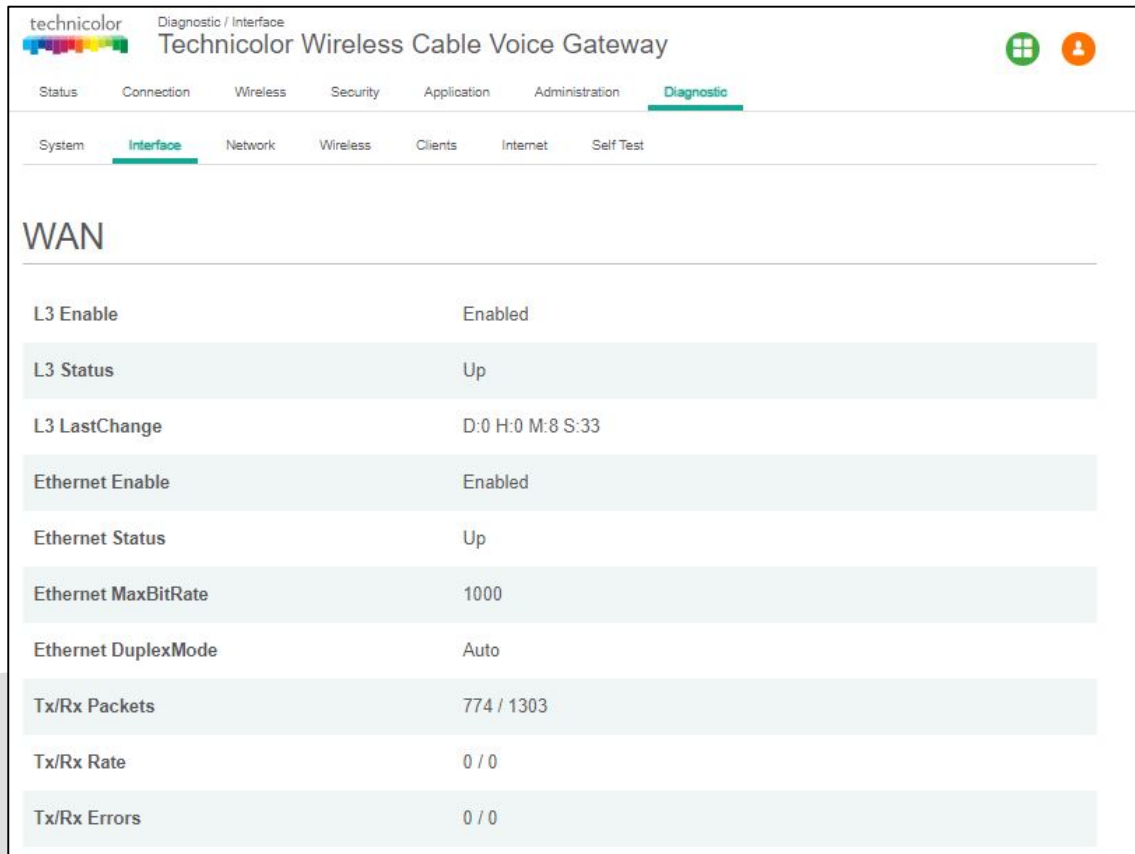 technicolor
Diagnostic / Interface
Technicolor Wireless Cable Voice Gateway
Status Connection Wireless Security Application Administration Diagnostic
System Interface Network Wireless Clients Internet Self Test
WAN
L3 Enable Enabled
L3 Status Up
L3 LastChange D:0 H:0 M:8 S:33
Ethernet Enable Enabled
Ethernet Status Up
Ethernet MaxBitRate 1000
Ethernet DuplexMode Auto
Tx/Rx Packets 774 / 1303
Tx/Rx Rate 0 / 0
Tx/Rx Errors 0 / 0